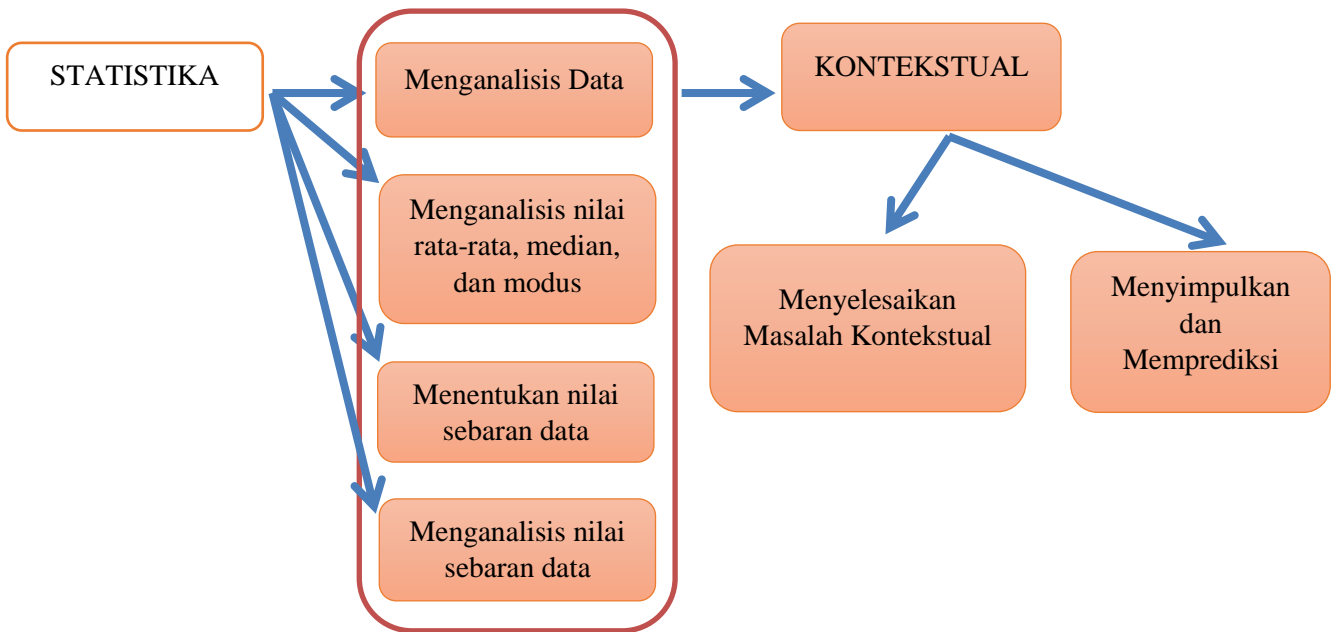 STATISTIKA
Menganalisis Data
Menganalisis nilai
rata-rata, median,
dan modus
Menentukan nilai
sebaran data
Menganalisis nilai
sebaran data
KONTEKSTUAL
Menyelesaikan
Masalah Kontekstual
Menyimpulkan
dan
Memprediksi